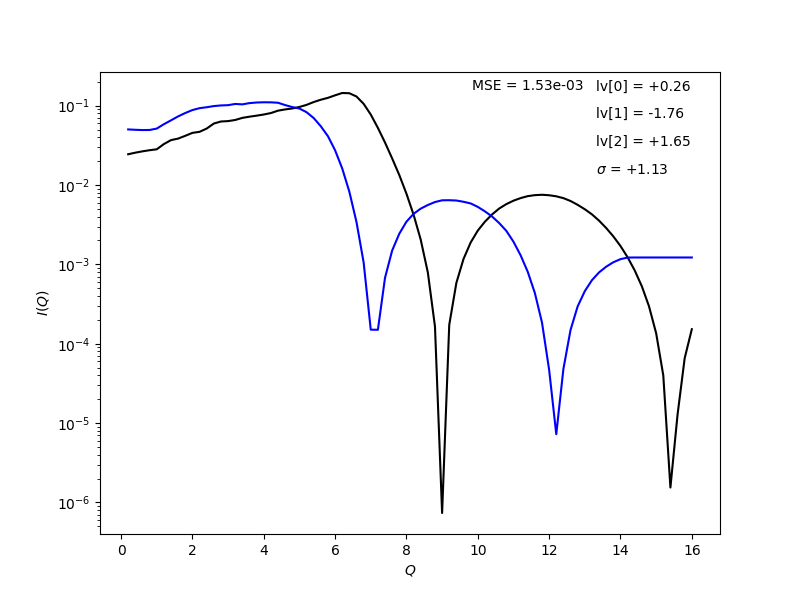 MSE = 1.53e-03 lv[0] = +0.26
lv[1] = -1.76
lv[2] = +1.65
σ = +1.13
I(Q)
10⁻¹
10⁻²
10⁻³
10⁻⁴
10⁻⁵
10⁻⁶
0 2 4 6 8 10 12 14 16
Q